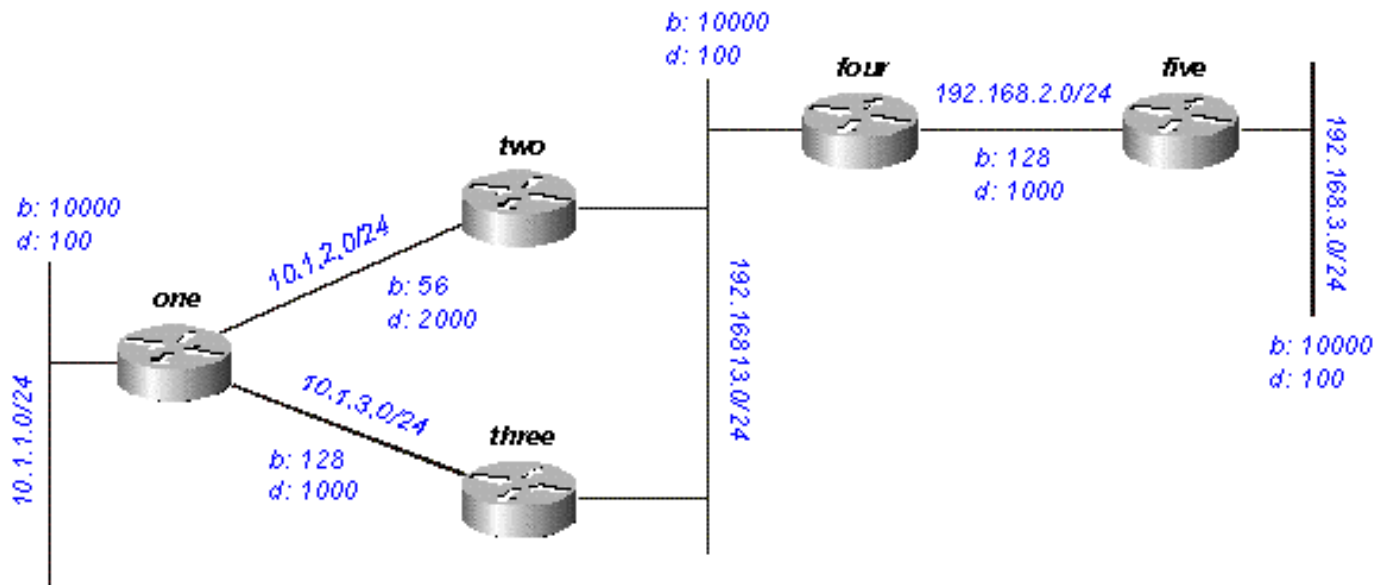 b: 10000
d: 100
four
five
192.168.2.0/24
b: 128
d: 1000
192.168.3.0/24
b: 10000
d: 100
two
b: 10000
d: 100
10.1.2.0/24
b: 56
d: 2000
one
10.1.1.0/24
10.1.3.0/24
b: 128
d: 1000
three
192.16813.0/24